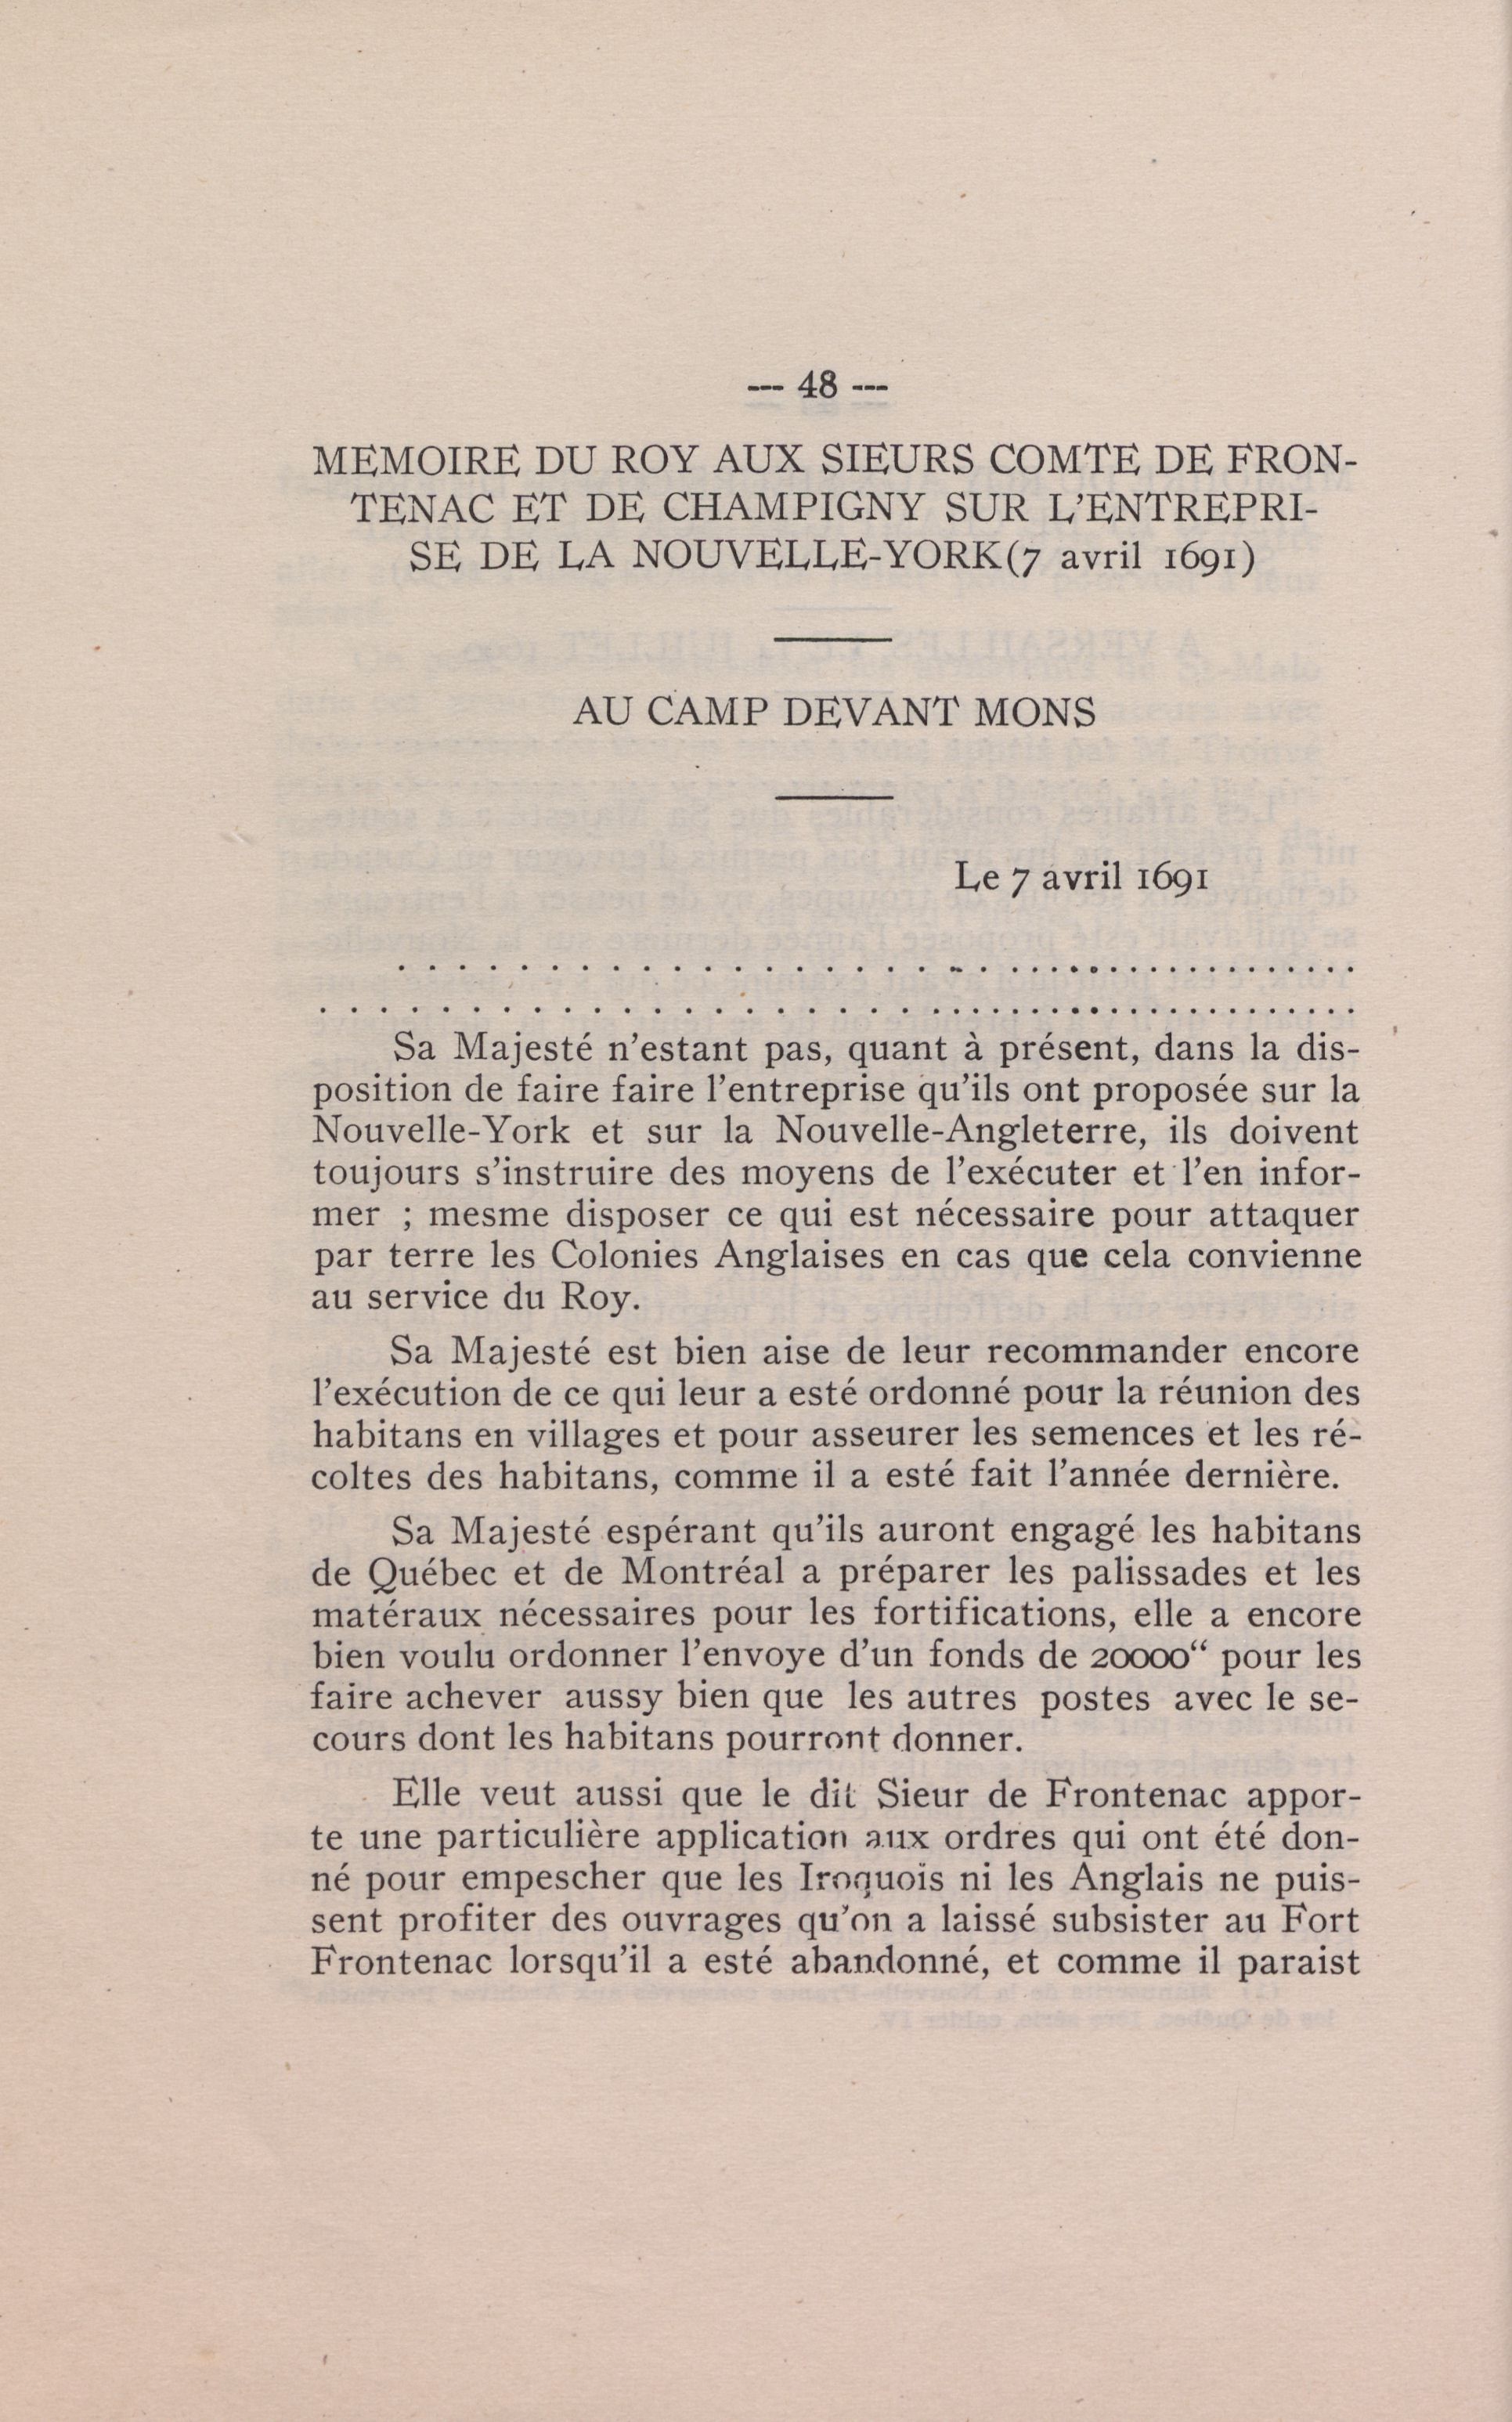 --- 48 ---
MEMOIRE DU ROY AUX SIEURS COMTE DE FRON-
TENAC ET DE CHAMPIGNY SUR L'ENTREPRI-
SE DE LA NOUVELLE-YORK(7 avril 1691)
AU CAMP DEVANT MONS
Le 7 avril 1691
. . . . . . . . . . . . . . . . . . . . . . . . . . . . . . . . . . . . . .
. . . . . . . . . . . . . . . . . . . . . . . . . . . . . . . . . . . . . . . .
Sa Majesté n'estant pas, quant à présent, dans la dis-
position de faire faire l'entreprise qu'ils ont proposée sur la
Nouvelle-York et sur la Nouvelle-Angleterre, ils doivent
toujours s'instruire des moyens de l'exécuter et l'en infor-
mer ; mesme disposer ce qui est nécessaire pour attaquer
par terre les Colonies Anglaises en cas que cela convienne
au service du Roy.
Sa Majesté est bien aise de leur recommander encore
l'exécution de ce qui leur a esté ordonné pour la réunion des
habitans en villages et pour asseurer les semences et les ré-
coltes des habitans, comme il a esté fait l'année dernière.
Sa Majesté espérant qu'ils auront engagé les habitans
de Québec et de Montréal a préparer les palissades et les
matéraux nécessaires pour les fortifications, elle a encore
bien voulu ordonner l'envoye d'un fonds de 20000“ pour les
faire achever aussy bien que les autres postes avec le se-
cours dont les habitans pourront donner.
Elle veut aussi que le dit Sieur de Frontenac appor-
te une particulière application aux ordres qui ont été don-
né pour empescher que les Iroquois ni les Anglais ne puis-
sent profiter des ouvrages qu'on a laissé subsister au Fort
Frontenac lorsqu'il a esté abandonné, et comme il paraist